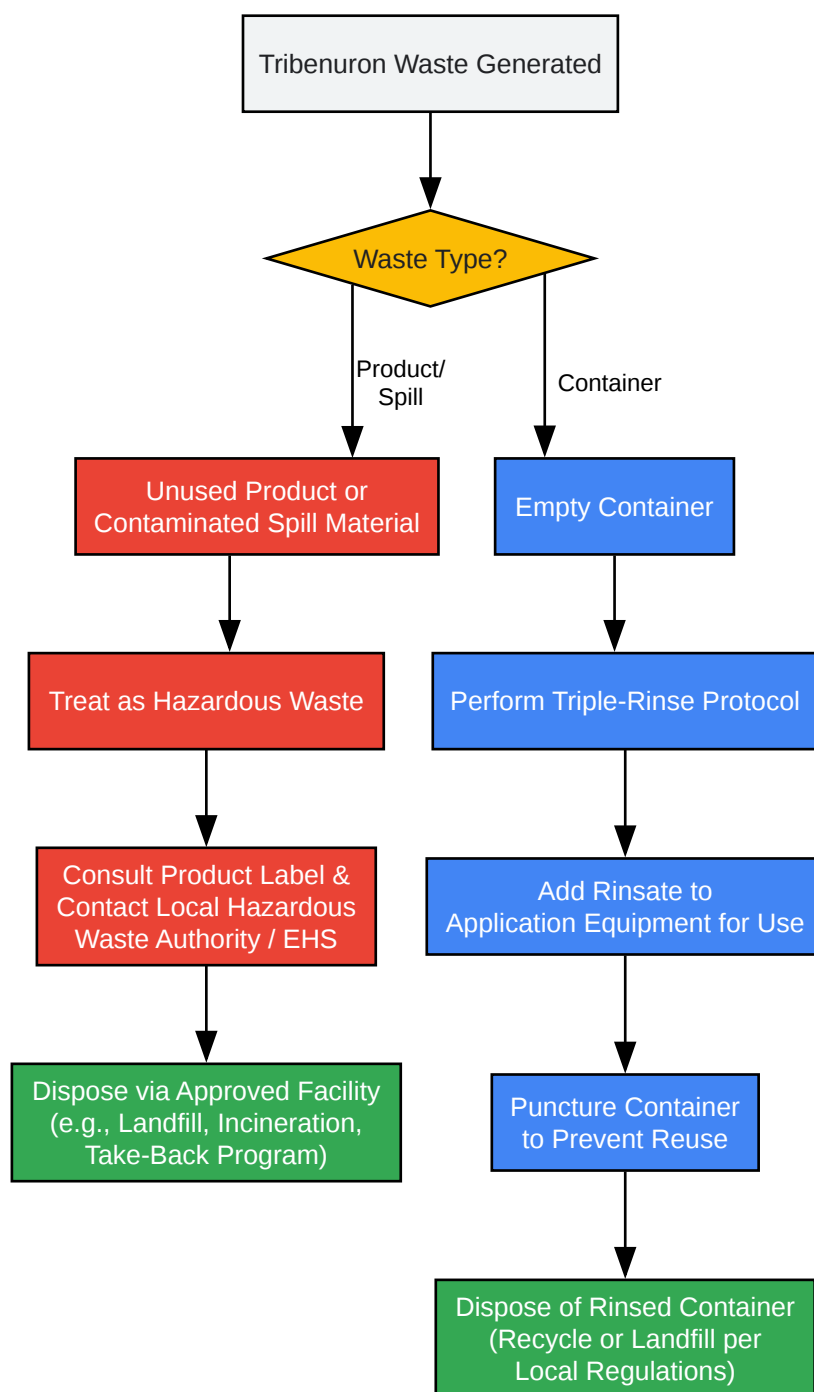 Tribenuron Waste Generated
Waste Type?
Product/
Spill
Container
Unused Product or
Contaminated Spill Material
Empty Container
Treat as Hazardous Waste
Perform Triple-Rinse Protocol
Consult Product Label &
Contact Local Hazardous
Waste Authority / EHS
Add Rinsate to
Application Equipment for Use
Dispose via Approved Facility
(e.g., Landfill, Incineration,
Take-Back Program)
Puncture Container
to Prevent Reuse
Dispose of Rinsed Container
(Recycle or Landfill per
Local Regulations)